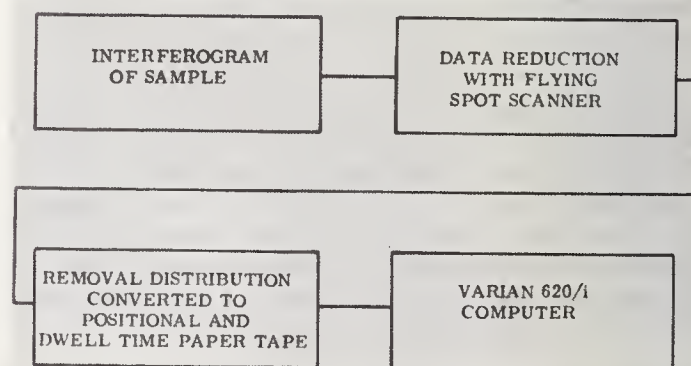 INTERFEROGRAM
OF SAMPLE
DATA REDUCTION
WITH FLYING
SPOT SCANNER
REMOVAL DISTRIBUTION
CONVERTED TO
POSITIONAL AND
DWELL TIME PAPER TAPE
VARIAN 620/i
COMPUTER